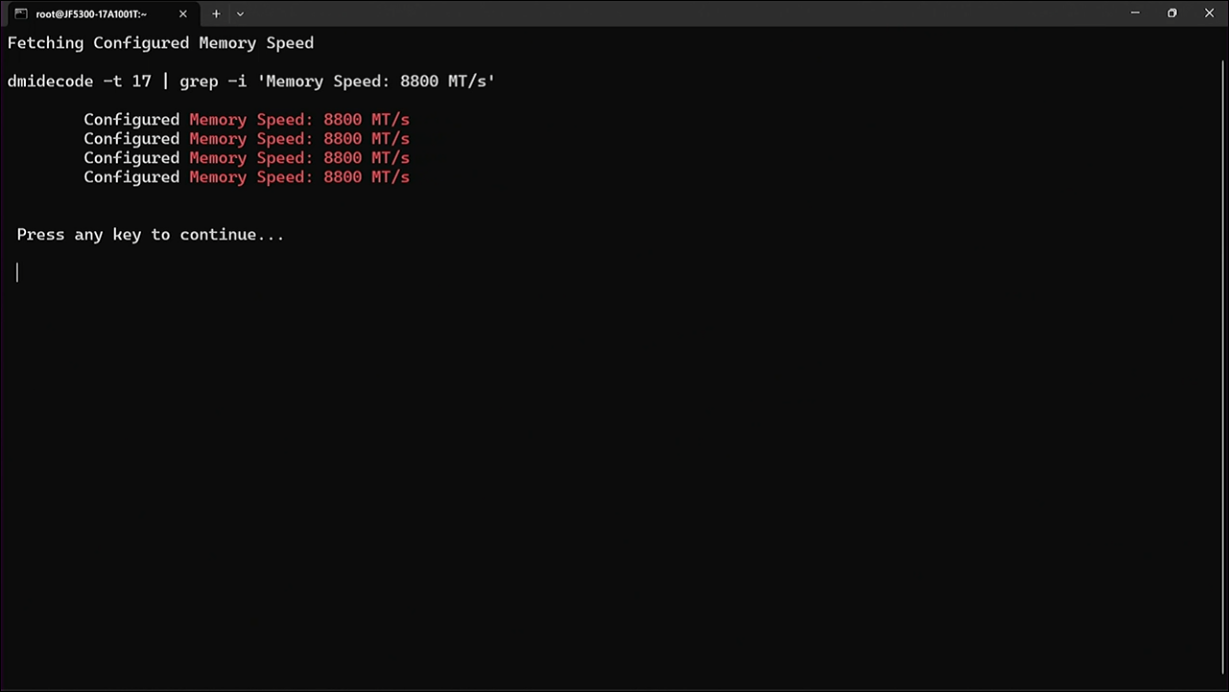 root@JF5300-17A1001T:~
Fetching Configured Memory Speed
dmidecode -t 17 | grep -i 'Memory Speed: 8800 MT/s'
Configured Memory Speed: 8800 MT/s
Configured Memory Speed: 8800 MT/s
Configured Memory Speed: 8800 MT/s
Configured Memory Speed: 8800 MT/s
Press any key to continue...